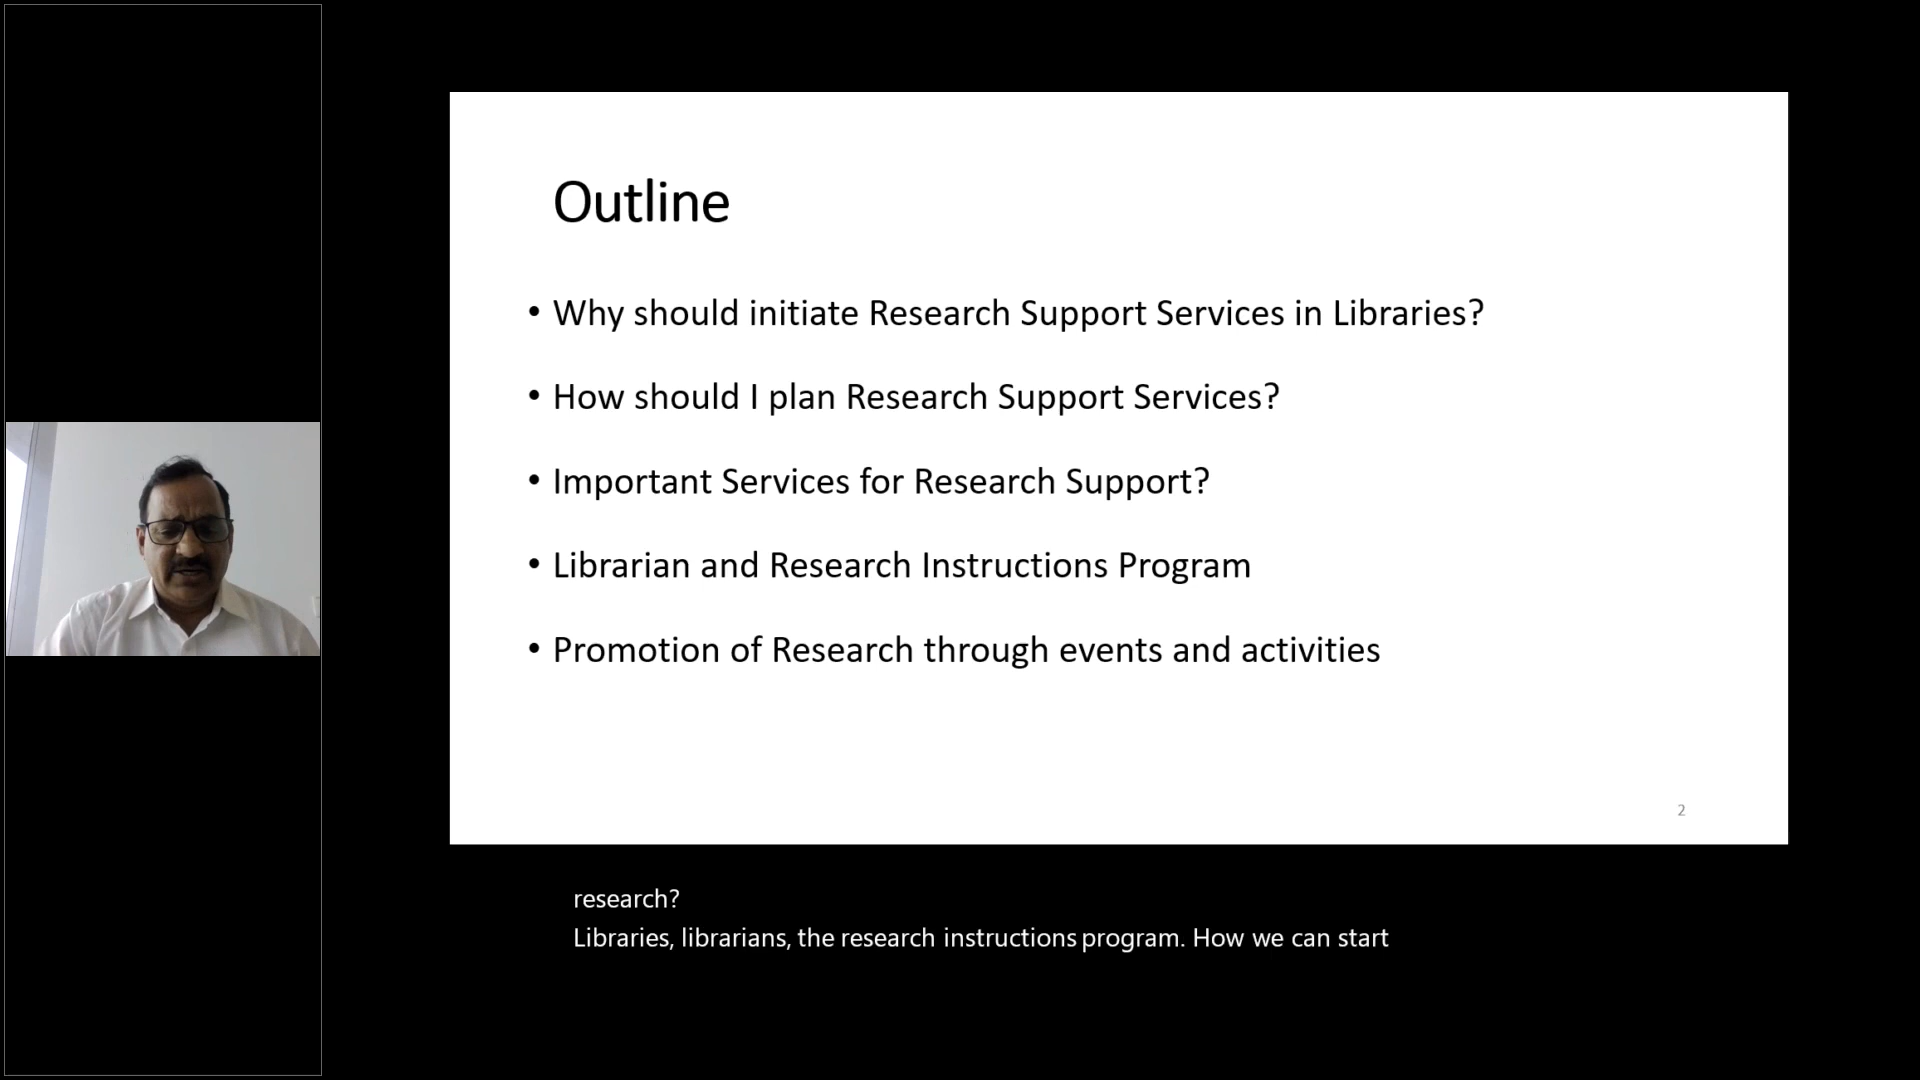 Outline
• Why should initiate Research Support Services in Libraries?
• How should I plan Research Support Services?
• Important Services for Research Support?
• Librarian and Research Instructions Program
• Promotion of Research through events and activities
2
research?
Libraries, librarians, the research instructions program. How we can start